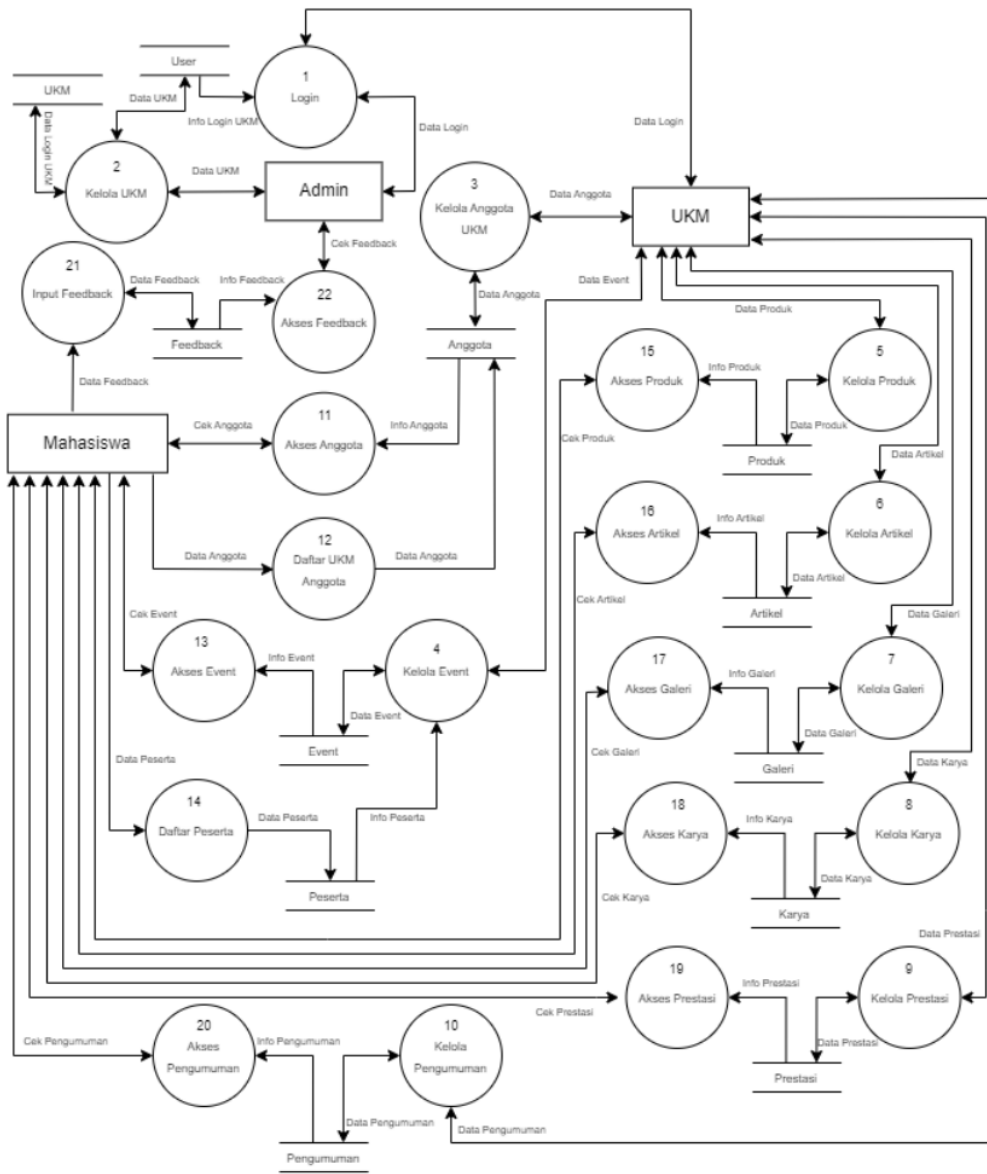 User
1
Login
UKM
Data UKM
Info Login UKM
Data Login
Data Login
Data Login UKM
2
Kelola UKM
Data UKM
Admin
3
Kelola Anggota
UKM
Data Anggota
UKM
Cek Feedback
21
Input Feedback
Data Feedback
Info Feedback
22
Akses Feedback
Data Event
Data Anggota
Data Produk
Feedback
Anggota
15
Akses Produk
Info Produk
5
Kelola Produk
Data Feedback
Mahasiswa
Cek Anggota
11
Akses Anggota
Info Anggota
Cek Produk
Data Produk
Produk
Data Artikel
16
Akses Artikel
Info Artikel
6
Kelola Artikel
12
Daftar UKM
Anggota
Data Anggota
Data Anggota
Cek Artikel
Data Artikel
Artikel
Data Galeri
Cek Event
13
Akses Event
Info Event
4
Kelola Event
17
Akses Galeri
Info Galeri
7
Kelola Galeri
Data Event
Event
Data Galeri
Cek Galeri
Galeri
Data Karya
Data Peserta
14
Daftar Peserta
Data Peserta
Info Peserta
18
Akses Karya
Info Karya
8
Kelola Karya
Peserta
Cek Karya
Data Karya
Karya
Data Prestasi
19
Akses Prestasi
Info Prestasi
9
Kelola Prestasi
Cek Prestasi
Data Prestasi
Prestasi
Cek Pengumuman
20
Akses
Pengumuman
Info Pengumuman
10
Kelola
Pengumuman
Data Pengumuman
Data Pengumuman
Pengumuman